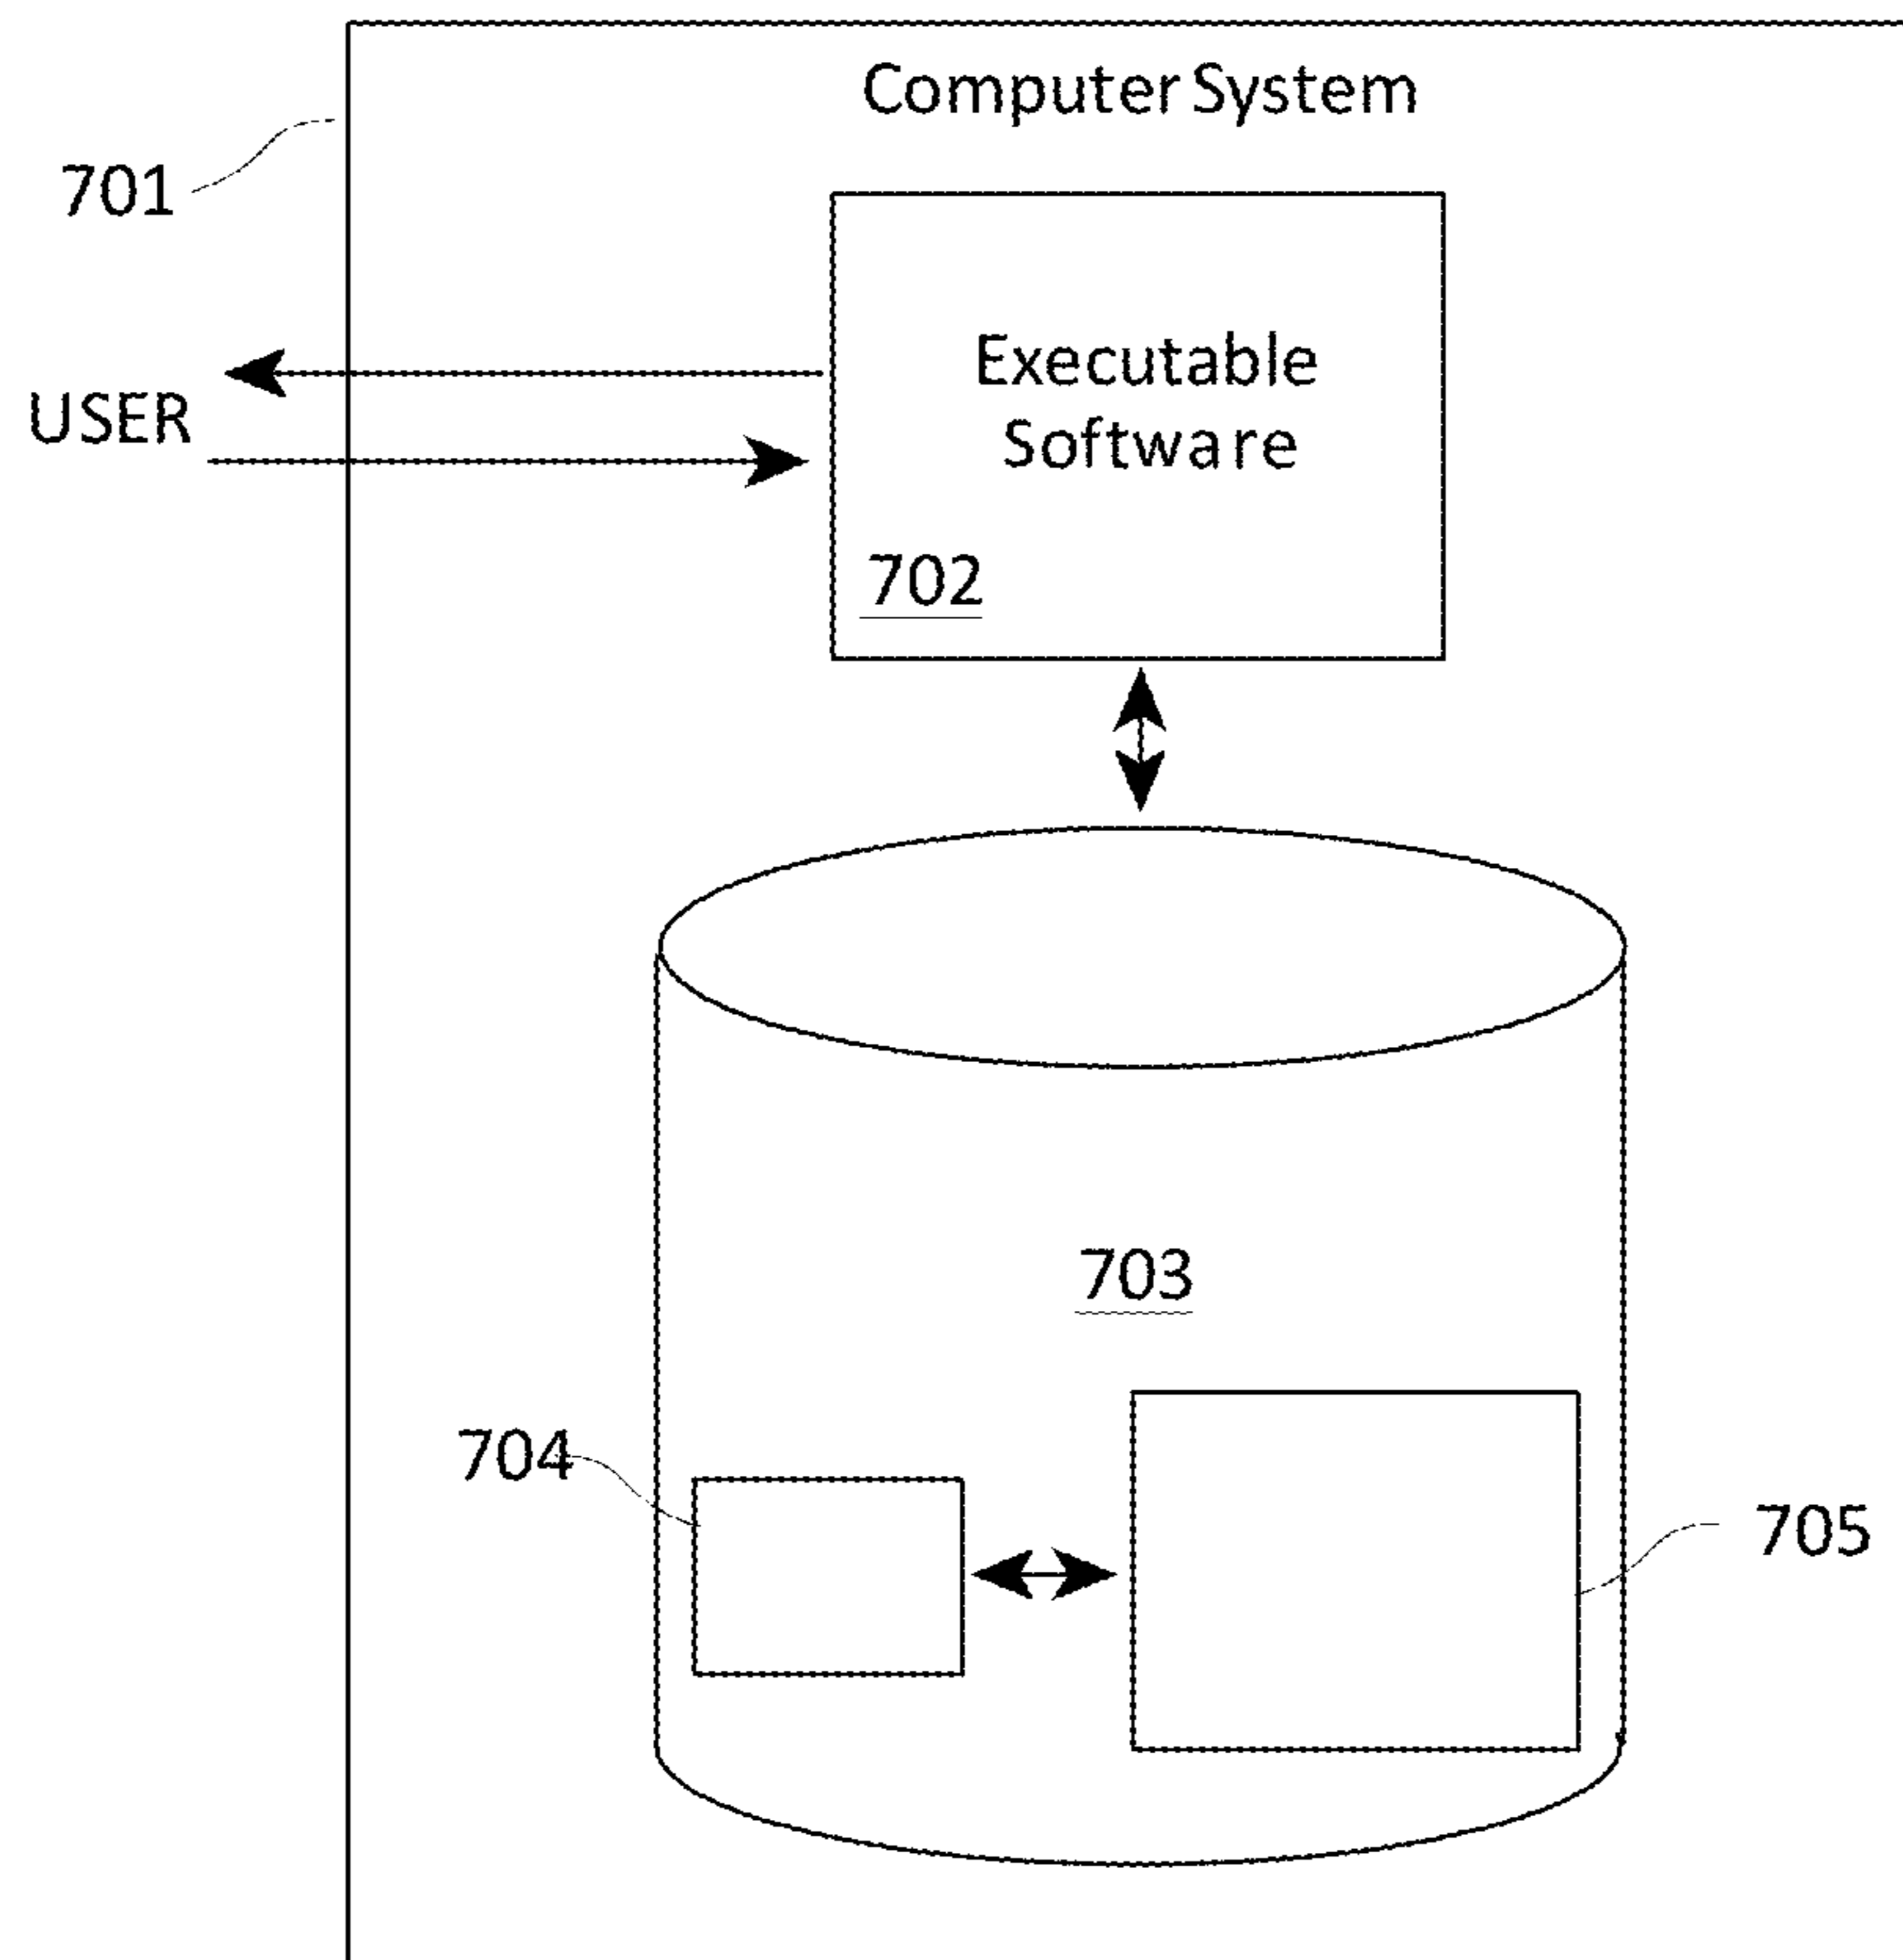 Computer System
701
Executable
Software
USER
702
703
704
705